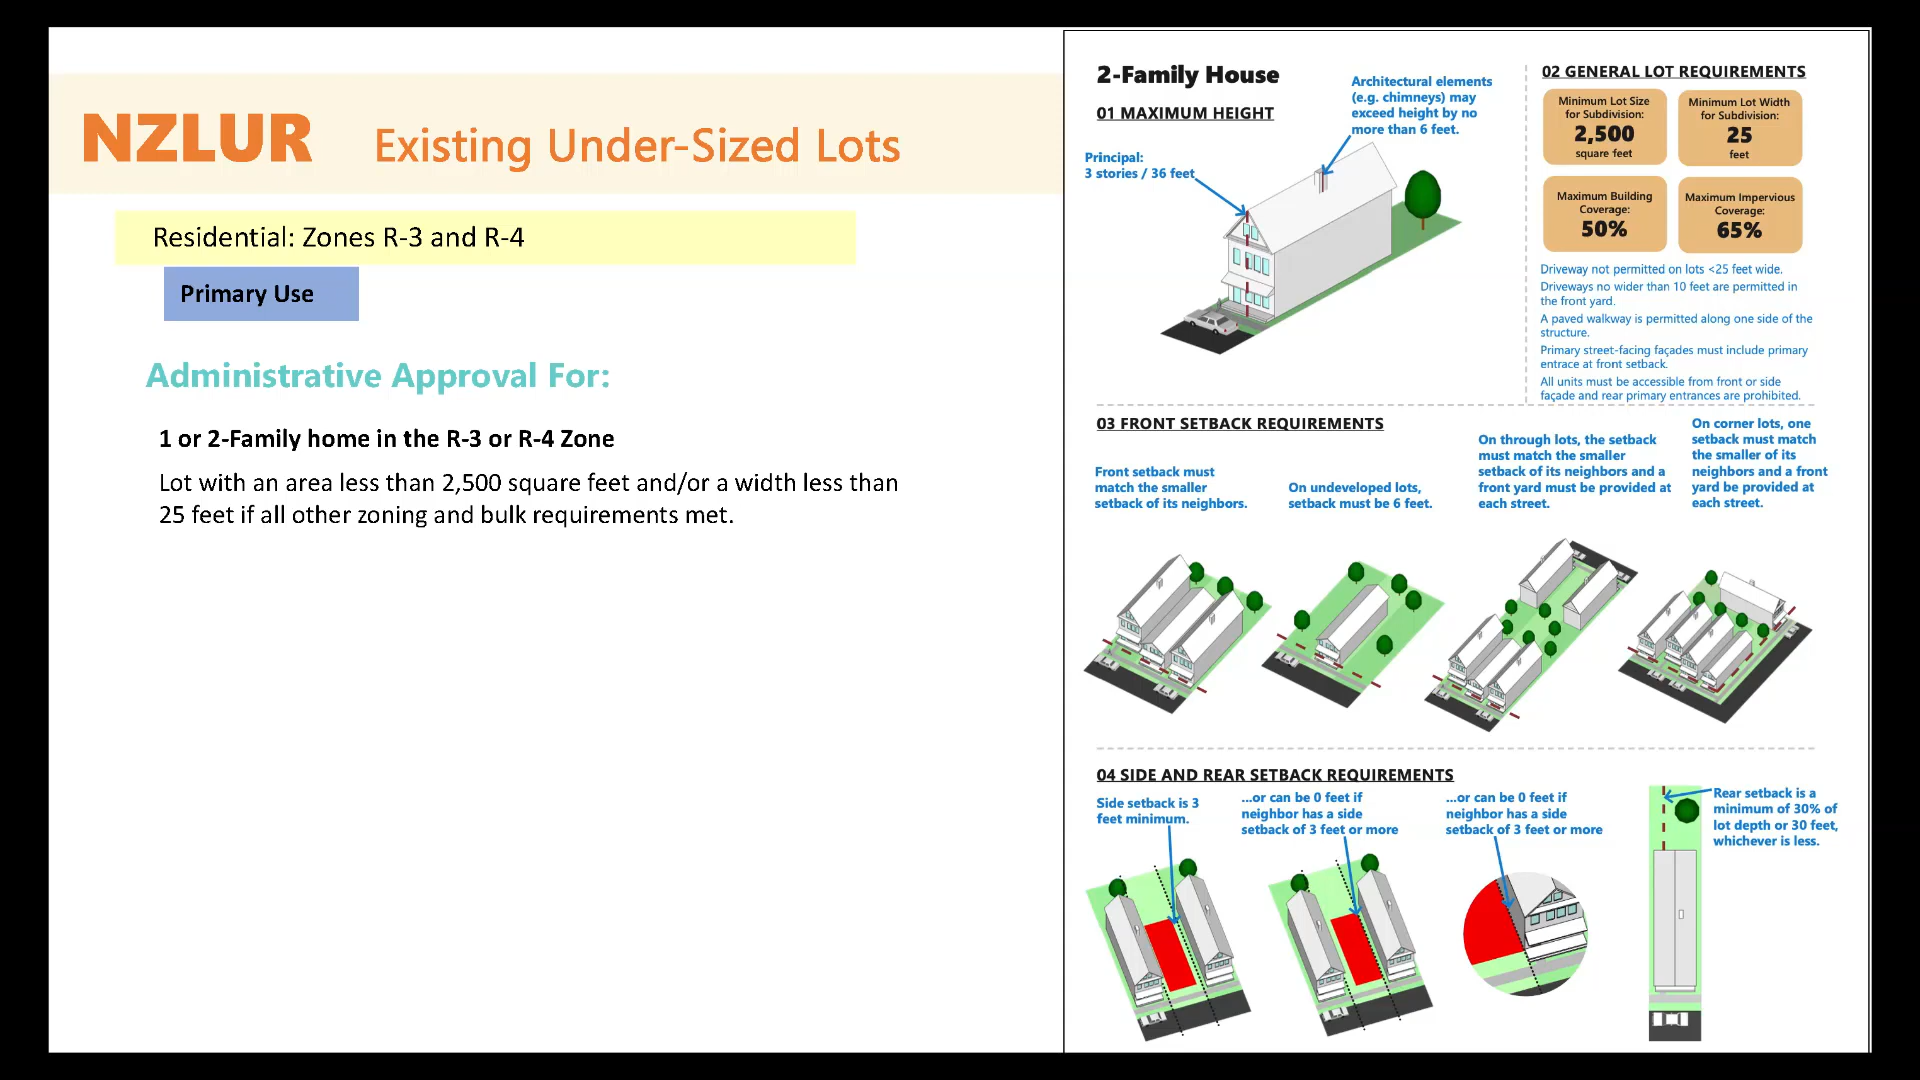 NZLUR Existing Under-Sized Lots
Residential: Zones R-3 and R-4
Primary Use
Administrative Approval For:
1 or 2-Family home in the R-3 or R-4 Zone
Lot with an area less than 2,500 square feet and/or a width less than
25 feet if all other zoning and bulk requirements met.
2-Family House
01 MAXIMUM HEIGHT
Architectural elements
(e.g. chimneys) may
exceed height by no
more than 6 feet.
Principal:
3 stories / 36 feet
02 GENERAL LOT REQUIREMENTS
Minimum Lot Size
for Subdivision:
2,500
square feet
Minimum Lot Width
for Subdivision:
25
feet
Maximum Building
Coverage:
50%
Maximum Impervious
Coverage:
65%
Driveway not permitted on lots <25 feet wide.
Driveways no wider than 10 feet are permitted in
the front yard.
A paved walkway is permitted along one side of the
structure.
Primary street-facing façades must include primary
entrace at front setback.
All units must be accessible from front or side
façade and rear primary entrances are prohibited.
03 FRONT SETBACK REQUIREMENTS
Front setback must
match the smaller
setback of its neighbors.
On undeveloped lots,
setback must be 6 feet.
On through lots, the setback
must match the smaller
setback of its neighbors and a
front yard must be provided at
each street.
On corner lots, one
setback must match
the smaller of its
neighbors and a front
yard be provided at
each street.
04 SIDE AND REAR SETBACK REQUIREMENTS
Side setback is 3
feet minimum.
...or can be 0 feet if
neighbor has a side
setback of 3 feet or more
...or can be 0 feet if
neighbor has a side
setback of 3 feet or more
Rear setback is a
minimum of 30% of
lot depth or 30 feet,
whichever is less.